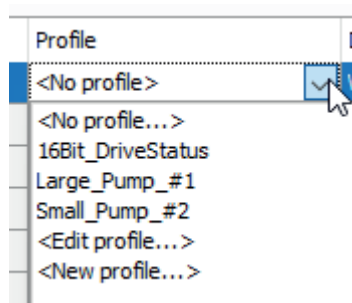 Profile
<No profile>
<No profile...>
16Bit_DriveStatus
Large_Pump_#1
Small_Pump_#2
<Edit profile...>
<New profile...>